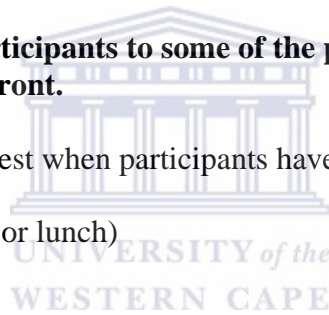 rticipants to some of the p
ront.
est when participants have
or lunch)
UNIVERSITY of the
WESTERN CAPE